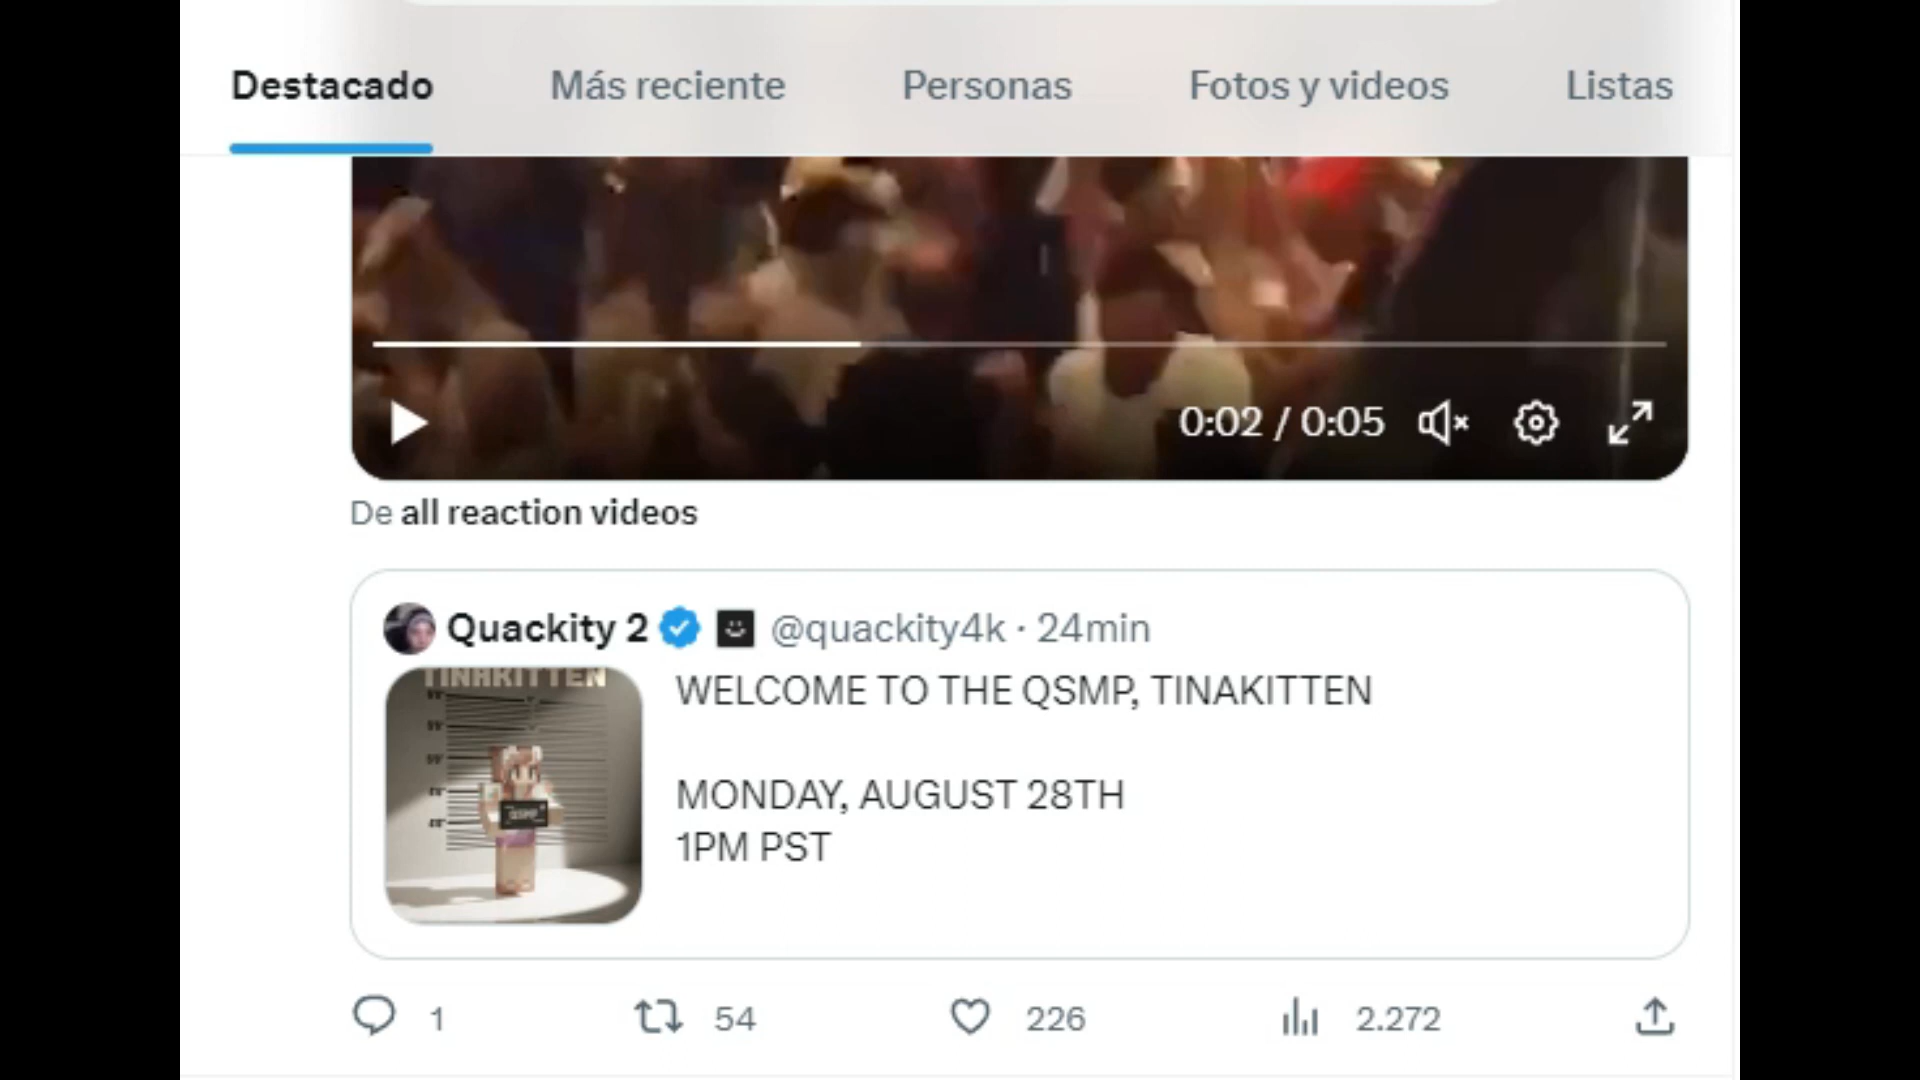 Destacado Más reciente Personas Fotos y videos Listas
0:02 / 0:05
De all reaction videos
Quackity 2 @quackity4k · 24min
TINAKITTEN
WELCOME TO THE QSMP, TINAKITTEN
MONDAY, AUGUST 28TH
1PM PST
QSMP
1 54 226 2.272